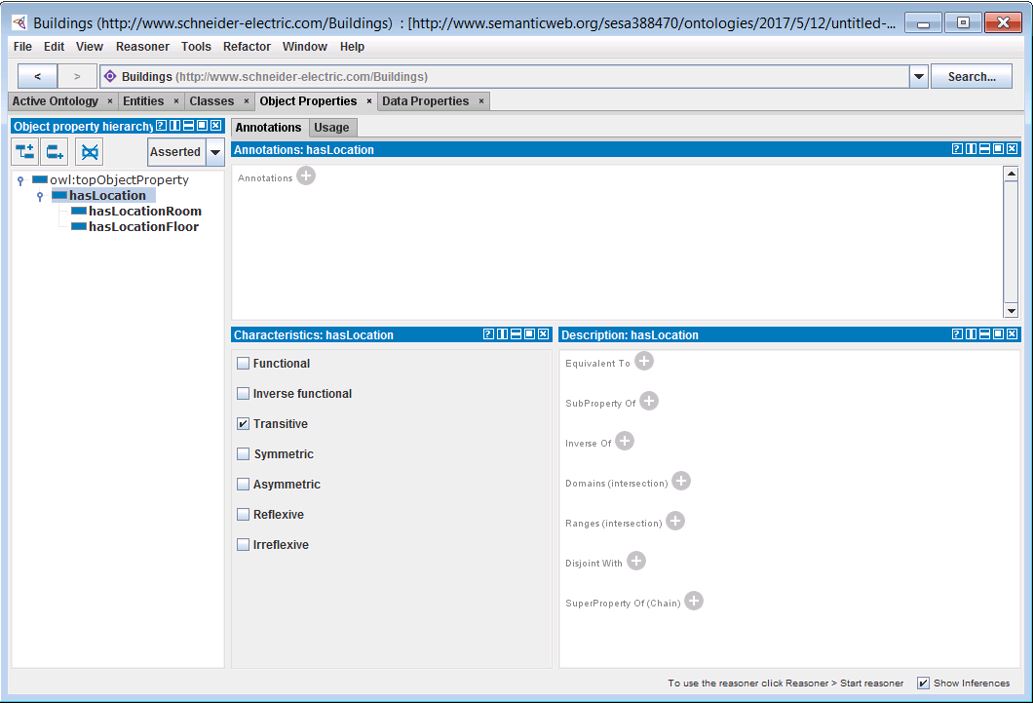 Buildings (http://www.schneider-electric.com/Buildings) : [http://www.semanticweb.org/sesa388470/ontologies/2017/5/12/untitled-...
File Edit View Reasoner Tools Refactor Window Help
< > Buildings (http://www.schneider-electric.com/Buildings) Search...
Active Ontology × Entities × Classes × Object Properties × Data Properties ×
Object property hierarchy
Asserted
owl:topObjectProperty
hasLocation
hasLocationRoom
hasLocationFloor
Annotations Usage
Annotations: hasLocation
Annotations
Characteristics: hasLocation
Functional
Inverse functional
Transitive
Symmetric
Asymmetric
Reflexive
Irreflexive
Description: hasLocation
Equivalent To
SubProperty Of
Inverse Of
Domains (intersection)
Ranges (intersection)
Disjoint With
SuperProperty Of (Chain)
To use the reasoner click Reasoner > Start reasoner Show Inferences